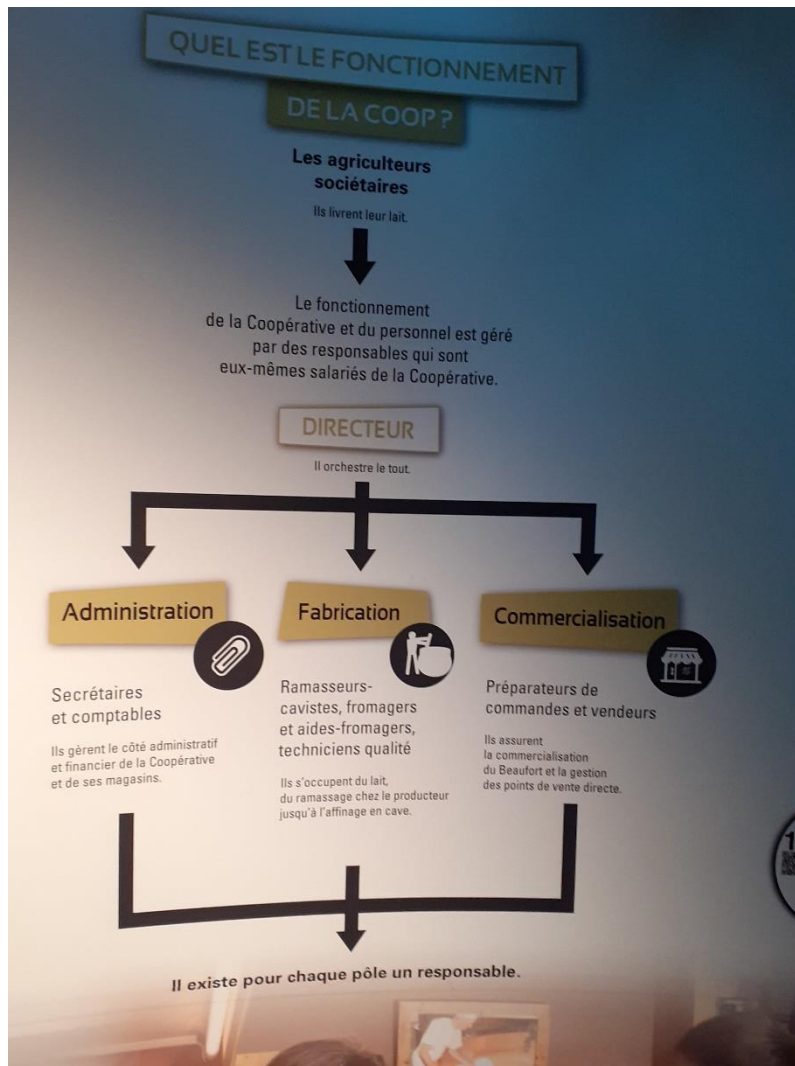 QUEL EST LE FONCTIONNEMENT
DE LA COOP ?
Les agriculteurs
sociétaires
Ils livrent leur lait.
Le fonctionnement
de la Coopérative et du personnel est géré
par des responsables qui sont
eux-mêmes salariés de la Coopérative.
DIRECTEUR
Il orchestre le tout.
Administration
Secrétaires
et comptables
Ils gèrent le côté administratif
et financier de la Coopérative
et de ses magasins.
Fabrication
Ramasseurs-
cavistes, fromagers
et aides-fromagers,
techniciens qualité
Ils s'occupent du lait,
du ramassage chez le producteur
jusqu'à l'affinage en cave.
Commercialisation
Préparateurs de
commandes et vendeurs
Ils assurent
la commercialisation
du Beaufort et la gestion
des points de vente directe.
Il existe pour chaque pôle un responsable.